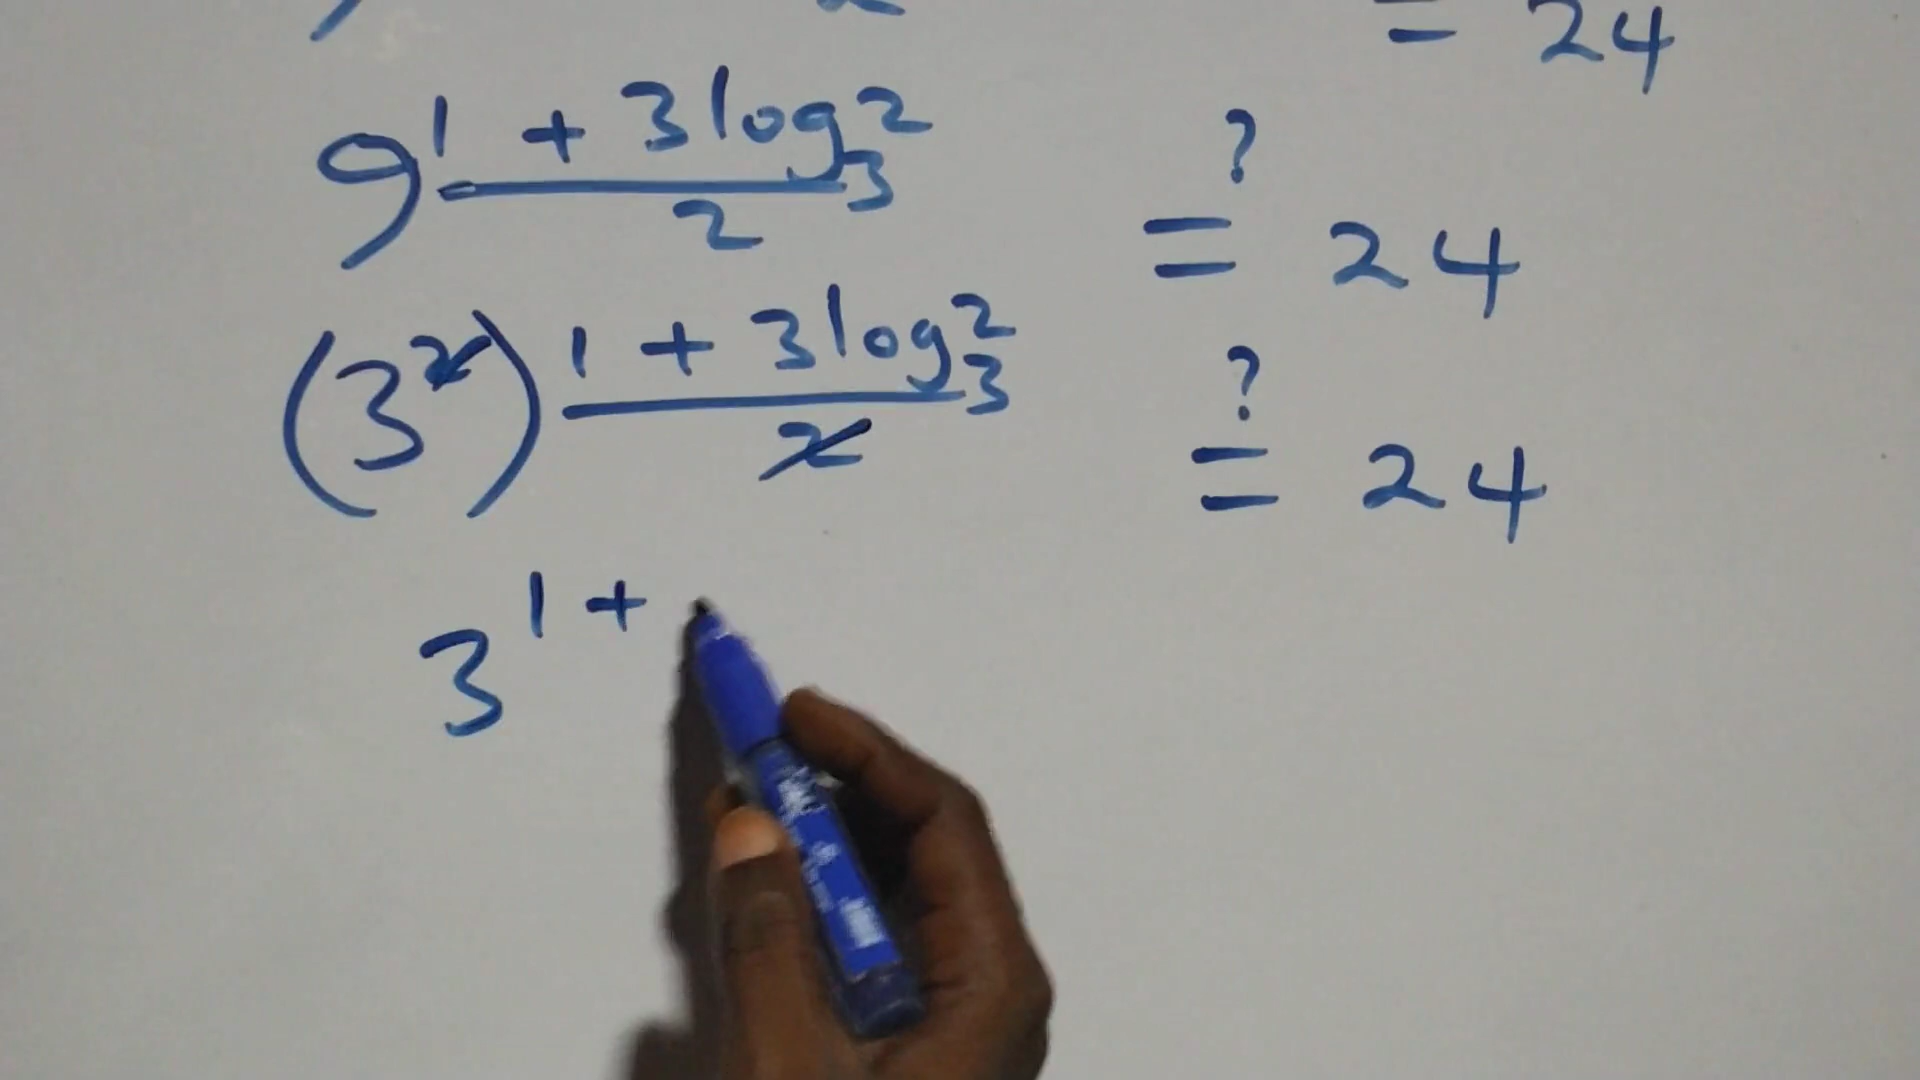 = 24
9^(1 + 3log₃2)/2 =? 24
(3²)^(1 + 3log₃2)/2 =? 24
3^1 +